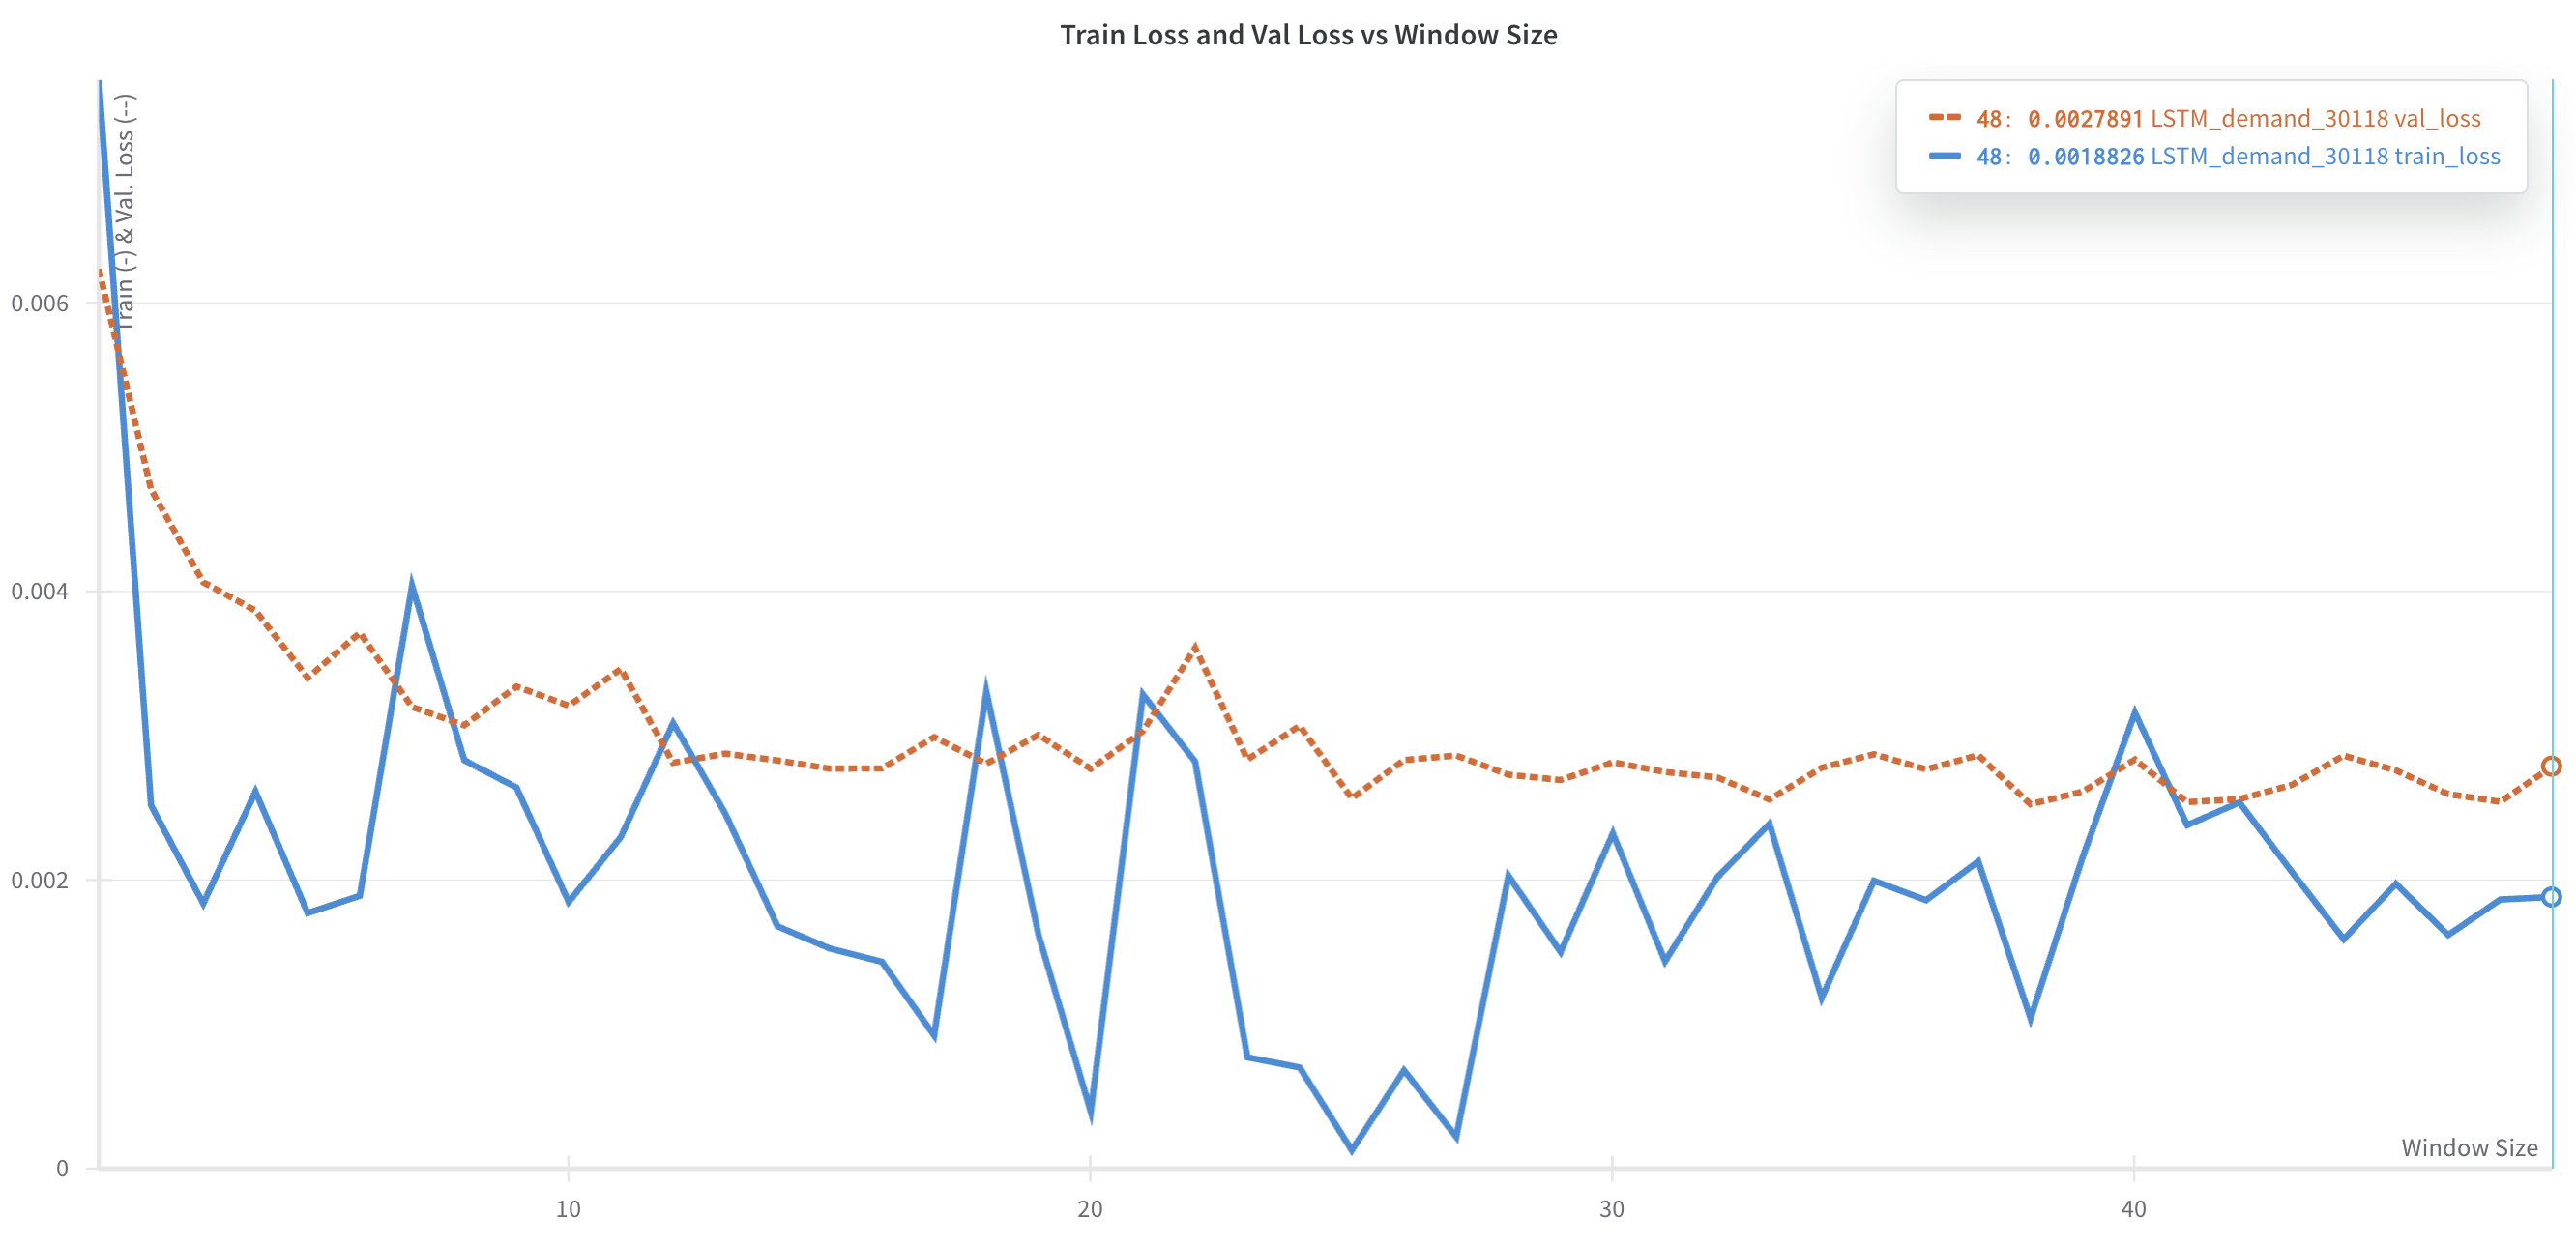 Train Loss and Val Loss vs Window Size
Train (-) & Val. Loss (--)
48: 0.0027891 LSTM_demand_30118 val_loss
48: 0.0018826 LSTM_demand_30118 train_loss
0.006
0.004
0.002
0
Window Size
10 20 30 40